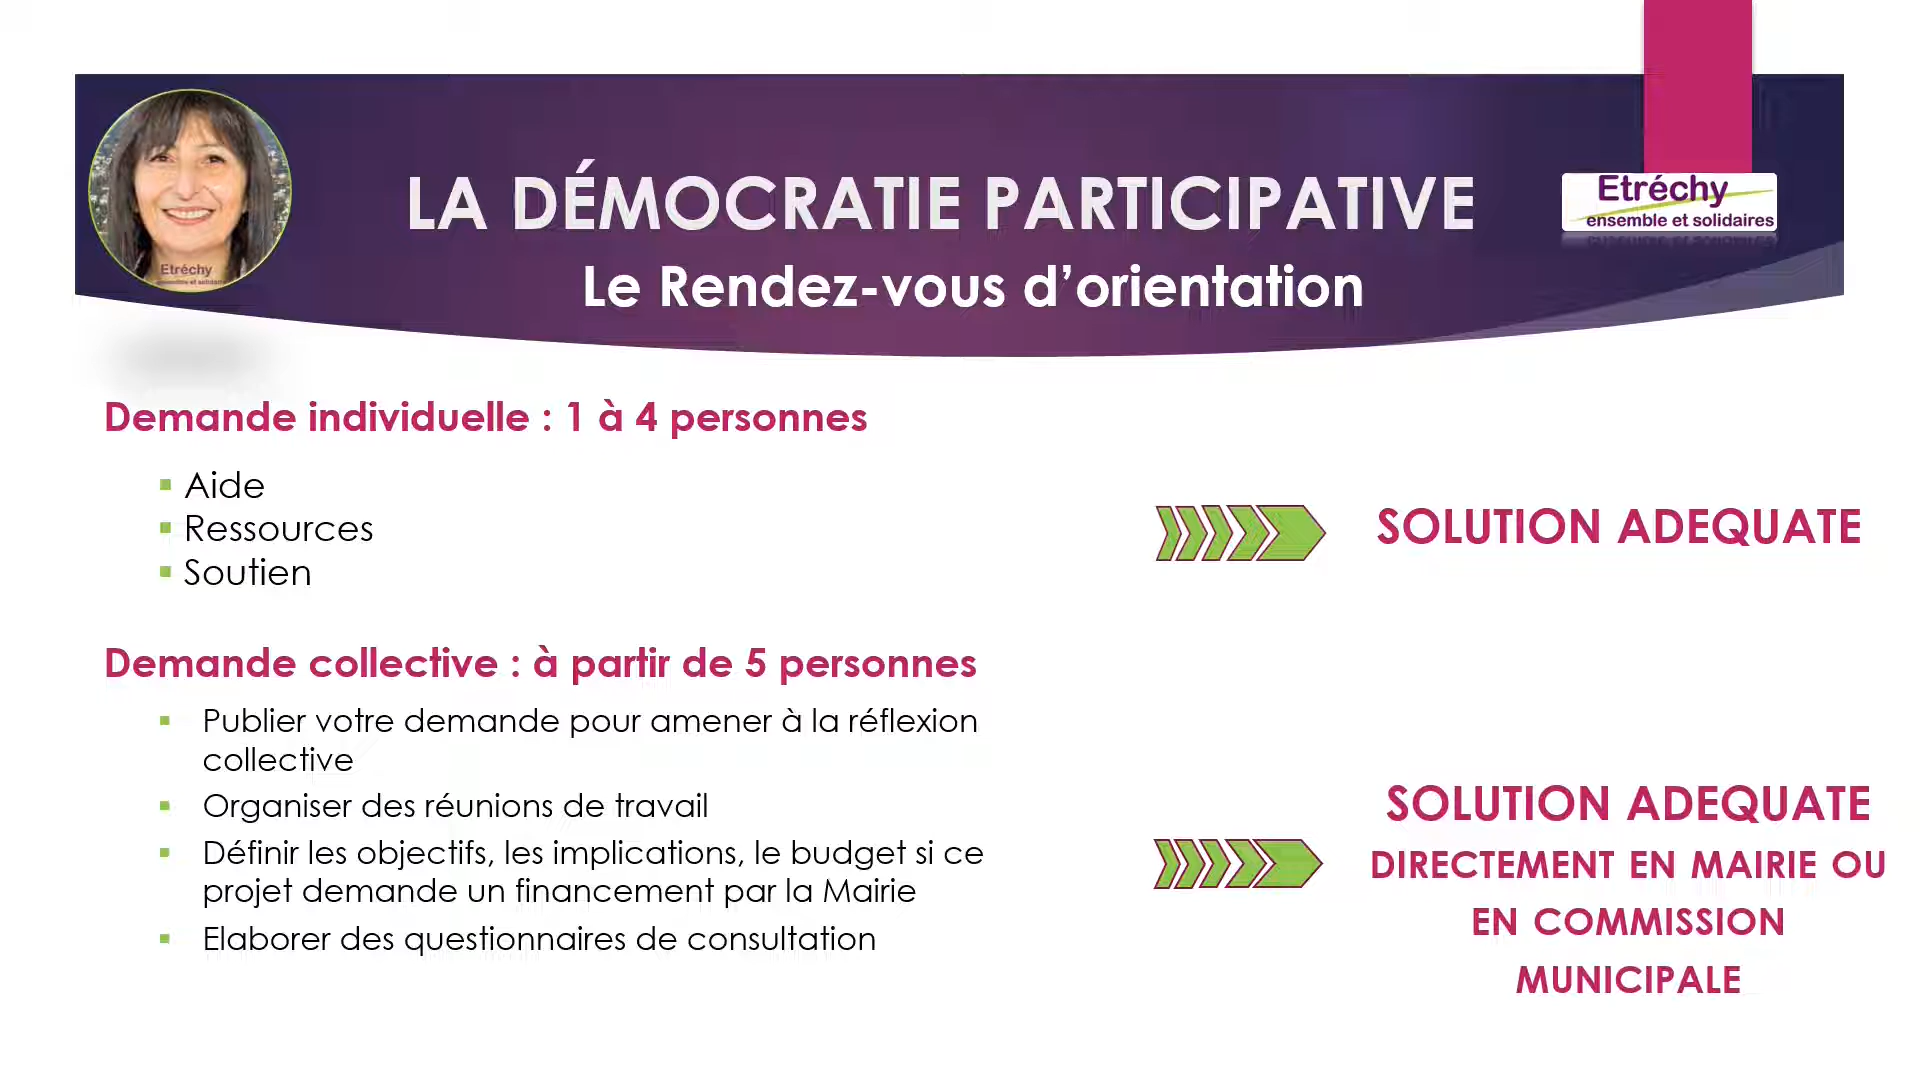 LA DÉMOCRATIE PARTICIPATIVE
Le Rendez-vous d’orientation
Etréchy
ensemble et solidaires
Etréchy
Demande individuelle : 1 à 4 personnes
Aide
Ressources
Soutien
SOLUTION ADEQUATE
Demande collective : à partir de 5 personnes
Publier votre demande pour amener à la réflexion
collective
Organiser des réunions de travail
Définir les objectifs, les implications, le budget si ce
projet demande un financement par la Mairie
Elaborer des questionnaires de consultation
SOLUTION ADEQUATE
DIRECTEMENT EN MAIRIE OU
EN COMMISSION
MUNICIPALE